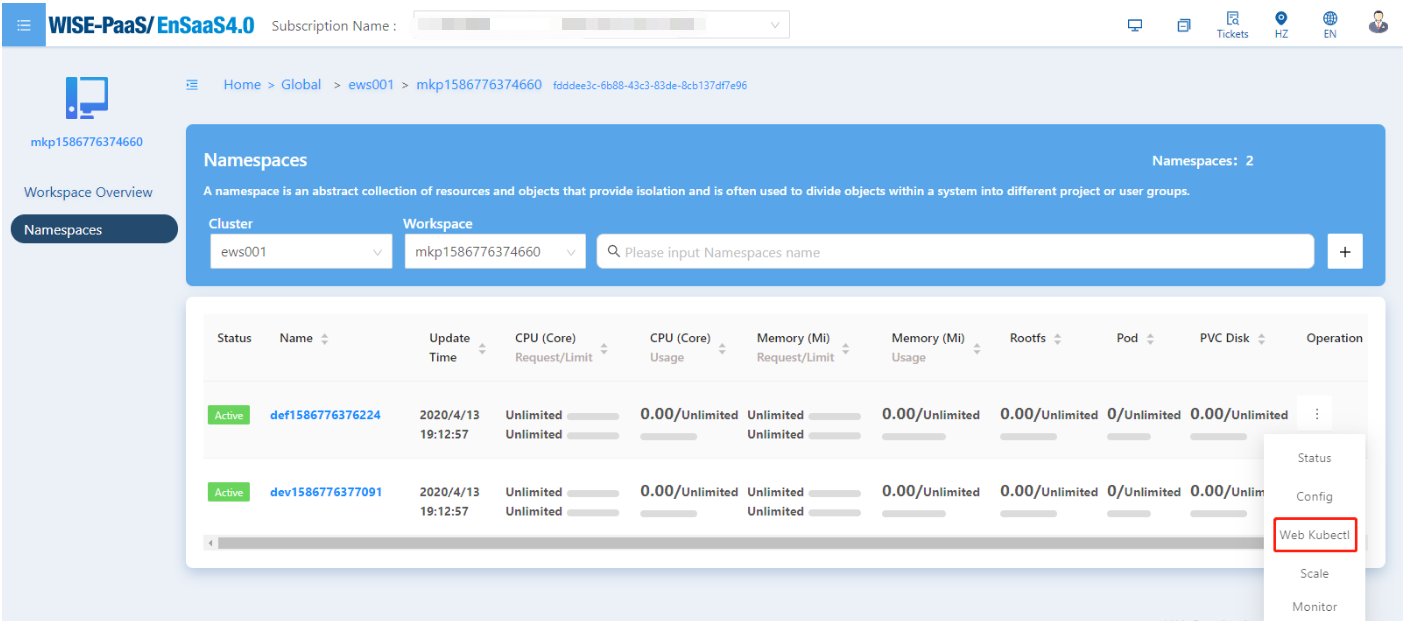 WISE-PaaS/EnSaaS4.0 Subscription Name :
Tickets HZ EN
Home > Global > ews001 > mkp1586776374660 fdddee3c-6b88-43c3-83de-8cb137df7e96
mkp1586776374660
Workspace Overview
Namespaces
Namespaces
Namespaces: 2
A namespace is an abstract collection of resources and objects that provide isolation and is often used to divide objects within a system into different project or user groups.
Cluster Workspace
ews001 mkp1586776374660 Please input Namespaces name +
Status Name Update Time CPU (Core) Request/Limit CPU (Core) Usage Memory (Mi) Request/Limit Memory (Mi) Usage Rootfs Pod PVC Disk Operation
Active def1586776376224 2020/4/13 Unlimited 0.00/Unlimited Unlimited 0.00/Unlimited 0.00/Unlimited 0/Unlimited 0.00/Unlimited
19:12:57 Unlimited Unlimited
Active dev1586776377091 2020/4/13 Unlimited 0.00/Unlimited Unlimited 0.00/Unlimited 0.00/Unlimited 0/Unlimited 0.00/Unlim
19:12:57 Unlimited Unlimited
Status
Config
Web Kubectl
Scale
Monitor